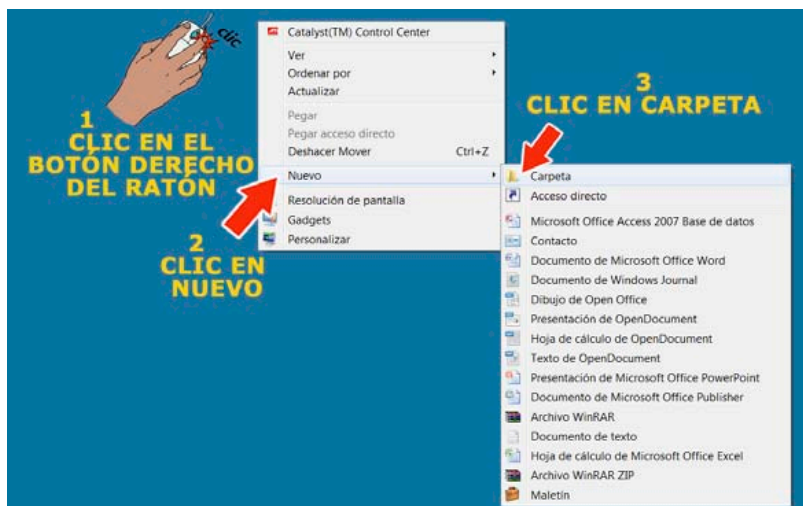 clic
1
CLIC EN EL
BOTÓN DERECHO
DEL RATÓN
Catalyst(TM) Control Center
Ver
Ordenar por
Actualizar
Pegar
Pegar acceso directo
Deshacer Mover Ctrl+Z
Nuevo
Resolución de pantalla
Gadgets
Personalizar
2
CLIC EN
NUEVO
3
CLIC EN CARPETA
Carpeta
Acceso directo
Microsoft Office Access 2007 Base de datos
Contacto
Documento de Microsoft Office Word
Documento de Windows Journal
Dibujo de Open Office
Presentación de OpenDocument
Hoja de cálculo de OpenDocument
Texto de OpenDocument
Presentación de Microsoft Office PowerPoint
Documento de Microsoft Office Publisher
Archivo WinRAR
Documento de texto
Hoja de cálculo de Microsoft Office Excel
Archivo WinRAR ZIP
Maletín